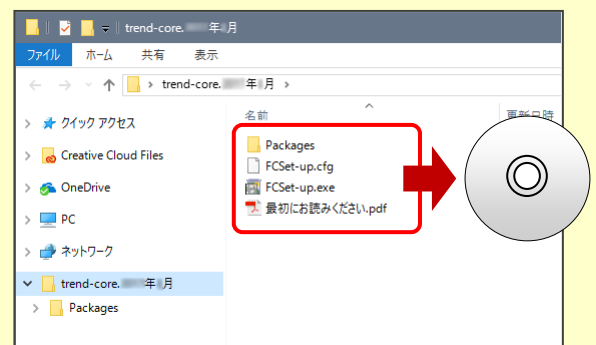 trend-core. 年 月
ファイル ホーム 共有 表示
trend-core. 年 月
名前 更新日時
クイック アクセス
Packages
Creative Cloud Files
FCSet-up.cfg
OneDrive
FCSet-up.exe
PC
最初にお読みください.pdf
ネットワーク
trend-core. 年 月
Packages